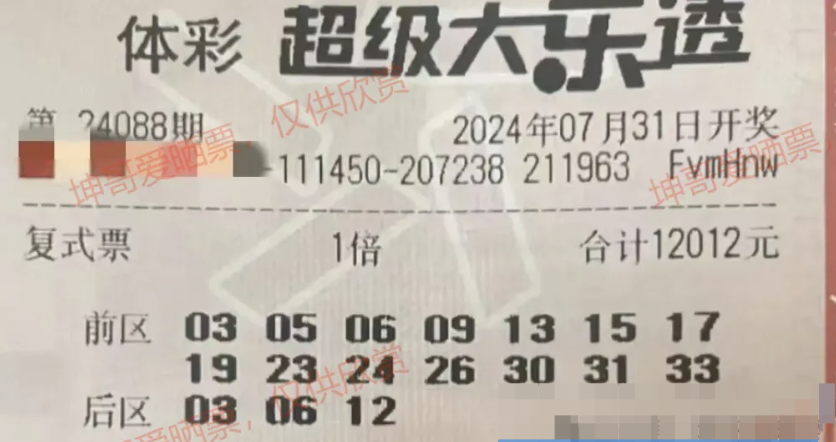 体彩 超级大乐透
第 24088期 2024年07月31日开奖
-111450-207238 211963 FvmHnw
复式票 1倍 合计12012元
前区 03 05 06 09 13 15 17
19 23 24 26 30 31 33
后区 03 06 12
仅供欣赏
坤哥爱晒票
坤哥爱晒票
坤哥爱晒票，仅供欣赏